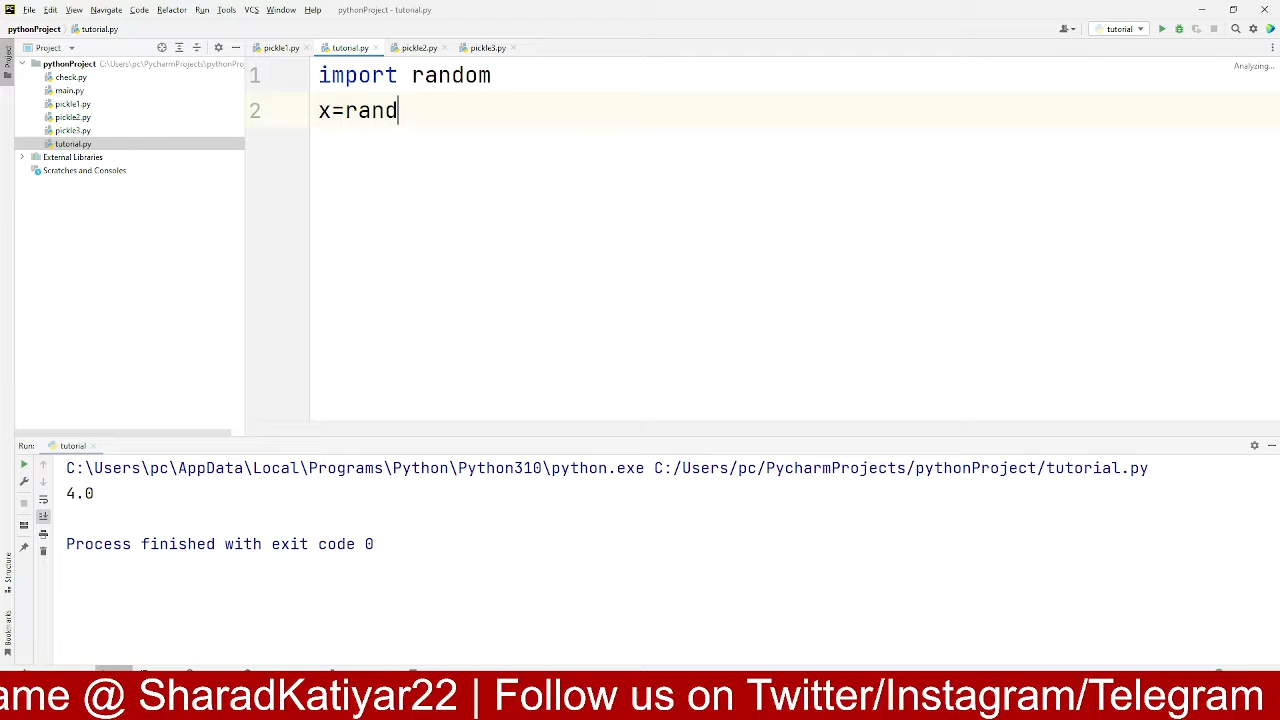 File Edit View Navigate Code Refactor Run Tools VCS Window Help pythonProject - tutorial.py
pythonProject tutorial.py tutorial
Project pickle1.py tutorial.py pickle2.py pickle3.py
pythonProject C:\Users\pc\PycharmProjects\pythonPro
check.py
main.py
pickle1.py
pickle2.py
pickle3.py
tutorial.py
External Libraries
Scratches and Consoles
Analyzing...
1 import random
2 x=rand
Run: tutorial
C:\Users\pc\AppData\Local\Programs\Python\Python310\python.exe C:/Users/pc/PycharmProjects/pythonProject/tutorial.py
4.0
Process finished with exit code 0
Project
Structure
Bookmarks
ame @ SharadKatiyar22 | Follow us on Twitter/Instagram/Telegram